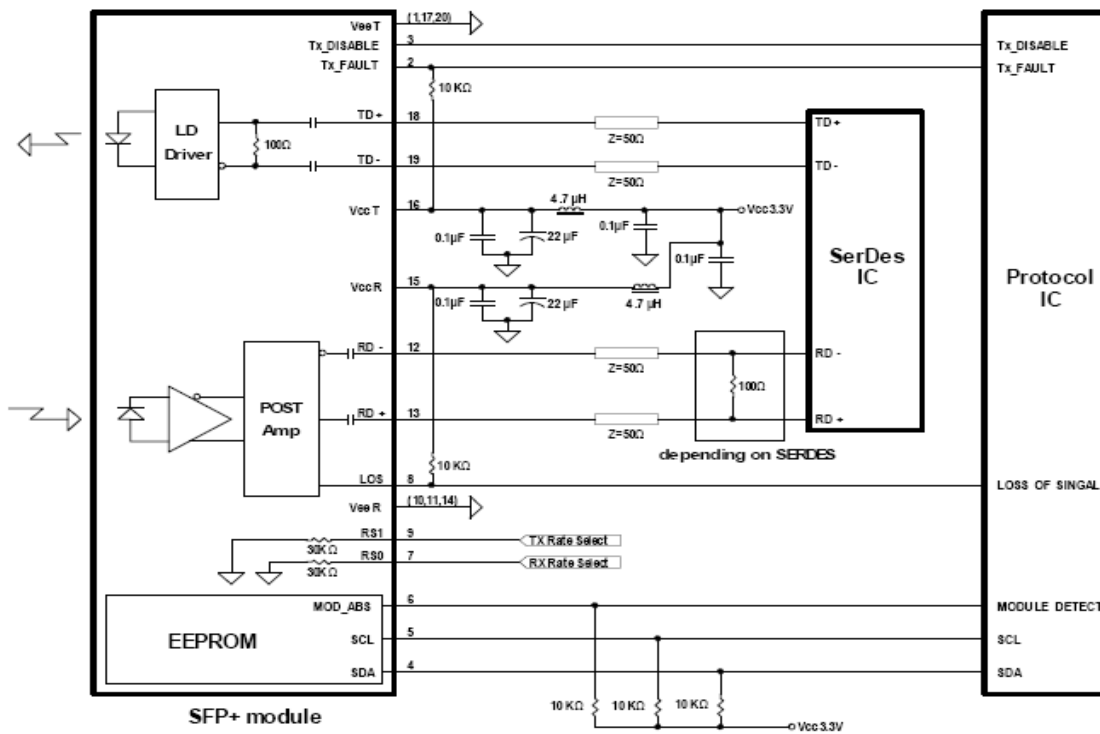 Vee T
(1,17,20)
Tx_DISABLE
3
Tx_DISABLE
Tx_FAULT
2
Tx_FAULT
10 KΩ
LD
Driver
100Ω
TD+
18
Z=50Ω
TD+
TD -
19
Z=50Ω
TD -
Vcc T
16
4.7 µH
Vcc3.3V
0.1µF
22 µF
0.1µF
0.1µF
SerDes
IC
Protocol
IC
Vcc R
15
0.1µF
22 µF
4.7 µH
RD -
12
Z=50Ω
RD -
100Ω
POST
Amp
RD +
13
Z=50Ω
RD +
depending on SERDES
10 KΩ
LOS
8
LOSS OF SINGAL
Vee R
(10,11,14)
RS1
9
TX Rate Select
30KΩ
RS0
7
RX Rate Select
30KΩ
MOD_ABS
6
MODULE DETECT
EEPROM
SCL
5
SCL
SDA
4
SDA
10 KΩ
10 KΩ
10 KΩ
SFP+ module
Vcc3.3V